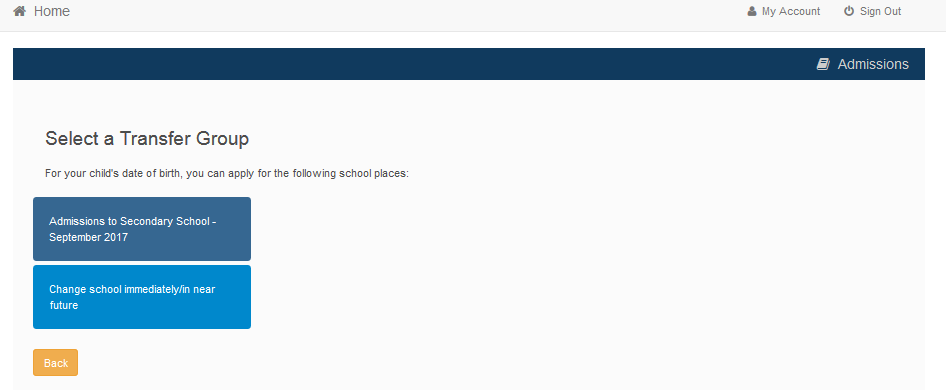 Home
My Account
Sign Out
Admissions
Select a Transfer Group
For your child's date of birth, you can apply for the following school places:
Admissions to Secondary School -
September 2017
Change school immediately/in near
future
Back